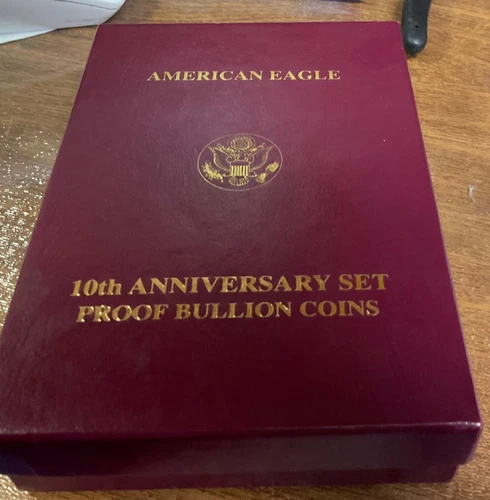 AMERICAN EAGLE
10th ANNIVERSARY SET
PROOF BULLION COINS